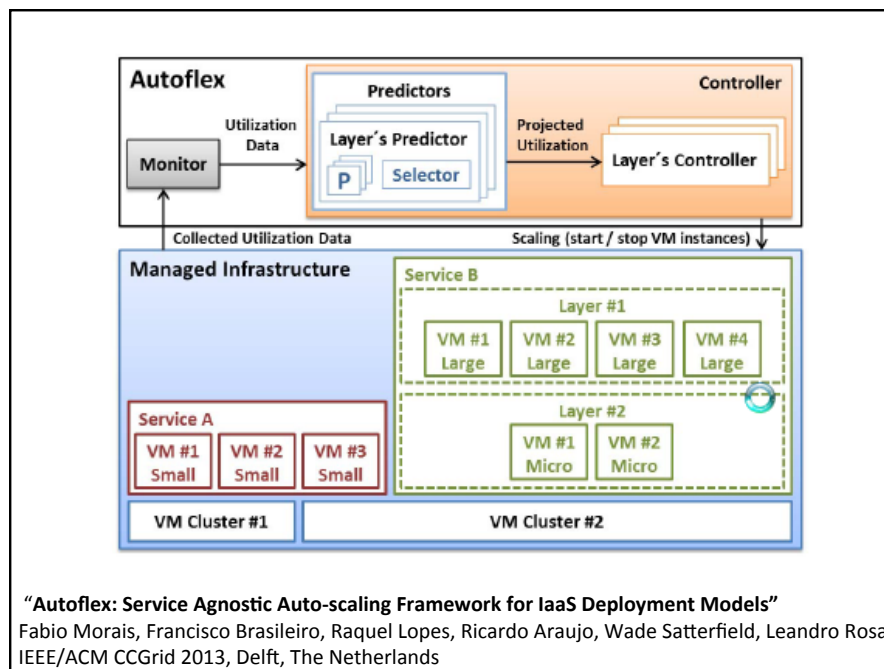 Autoflex
Controller
Predictors
Utilization
Data
Layer´s Predictor
P
Selector
Projected
Utilization
Monitor
Layer´s Controller
Collected Utilization Data
Scaling (start / stop VM instances)
Managed Infrastructure
Service B
Layer #1
VM #1
Large
VM #2
Large
VM #3
Large
VM #4
Large
Layer #2
VM #1
Micro
VM #2
Micro
Service A
VM #1
Small
VM #2
Small
VM #3
Small
VM Cluster #1
VM Cluster #2
“Autoflex: Service Agnostic Auto-scaling Framework for IaaS Deployment Models”
Fabio Morais, Francisco Brasileiro, Raquel Lopes, Ricardo Araujo, Wade Satterfield, Leandro Rosa
IEEE/ACM CCGrid 2013, Delft, The Netherlands